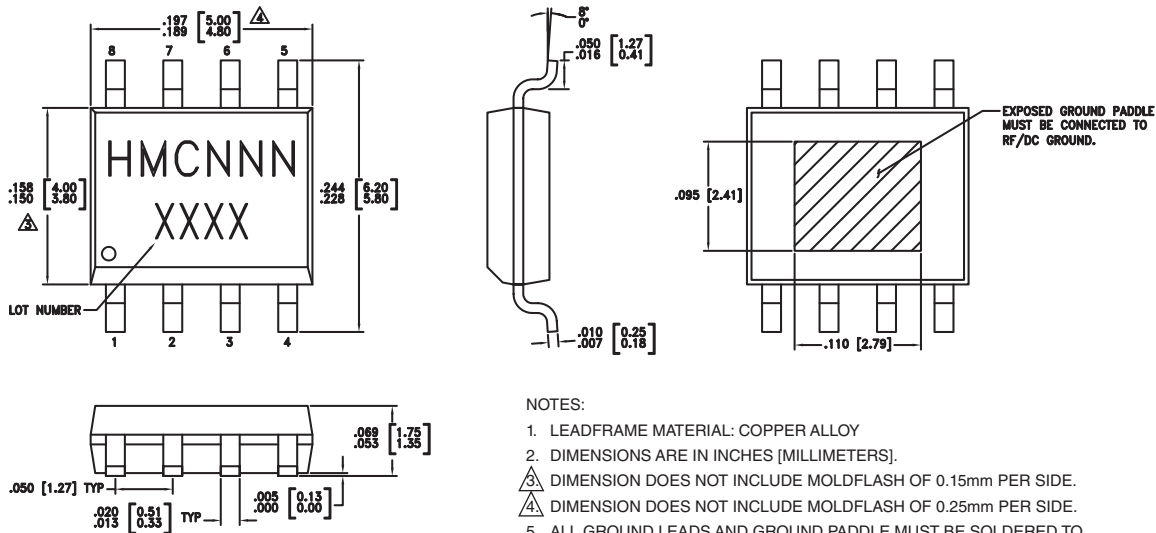 .197 [5.00] 4
.189 [4.80]
8 7 6 5
HMCNNN
XXXX
.158 [4.00]
.150 [3.80]
3
.244 [6.20]
.228 [5.80]
LOT NUMBER
1 2 3 4
8°
0°
.050 [1.27]
.016 [0.41]
.010 [0.25]
.007 [0.18]
EXPOSED GROUND PADDLE
MUST BE CONNECTED TO
RF/DC GROUND.
.095 [2.41]
.110 [2.79]
.069 [1.75]
.053 [1.35]
.050 [1.27] TYP
.020 [0.51] TYP
.013 [0.33]
.005 [0.13]
.000 [0.00]
NOTES:
1. LEADFRAME MATERIAL: COPPER ALLOY
2. DIMENSIONS ARE IN INCHES [MILLIMETERS].
3. DIMENSION DOES NOT INCLUDE MOLDFLASH OF 0.15mm PER SIDE.
4. DIMENSION DOES NOT INCLUDE MOLDFLASH OF 0.25mm PER SIDE.
5. ALL GROUND LEADS AND GROUND PADDLE MUST BE SOLDERED TO